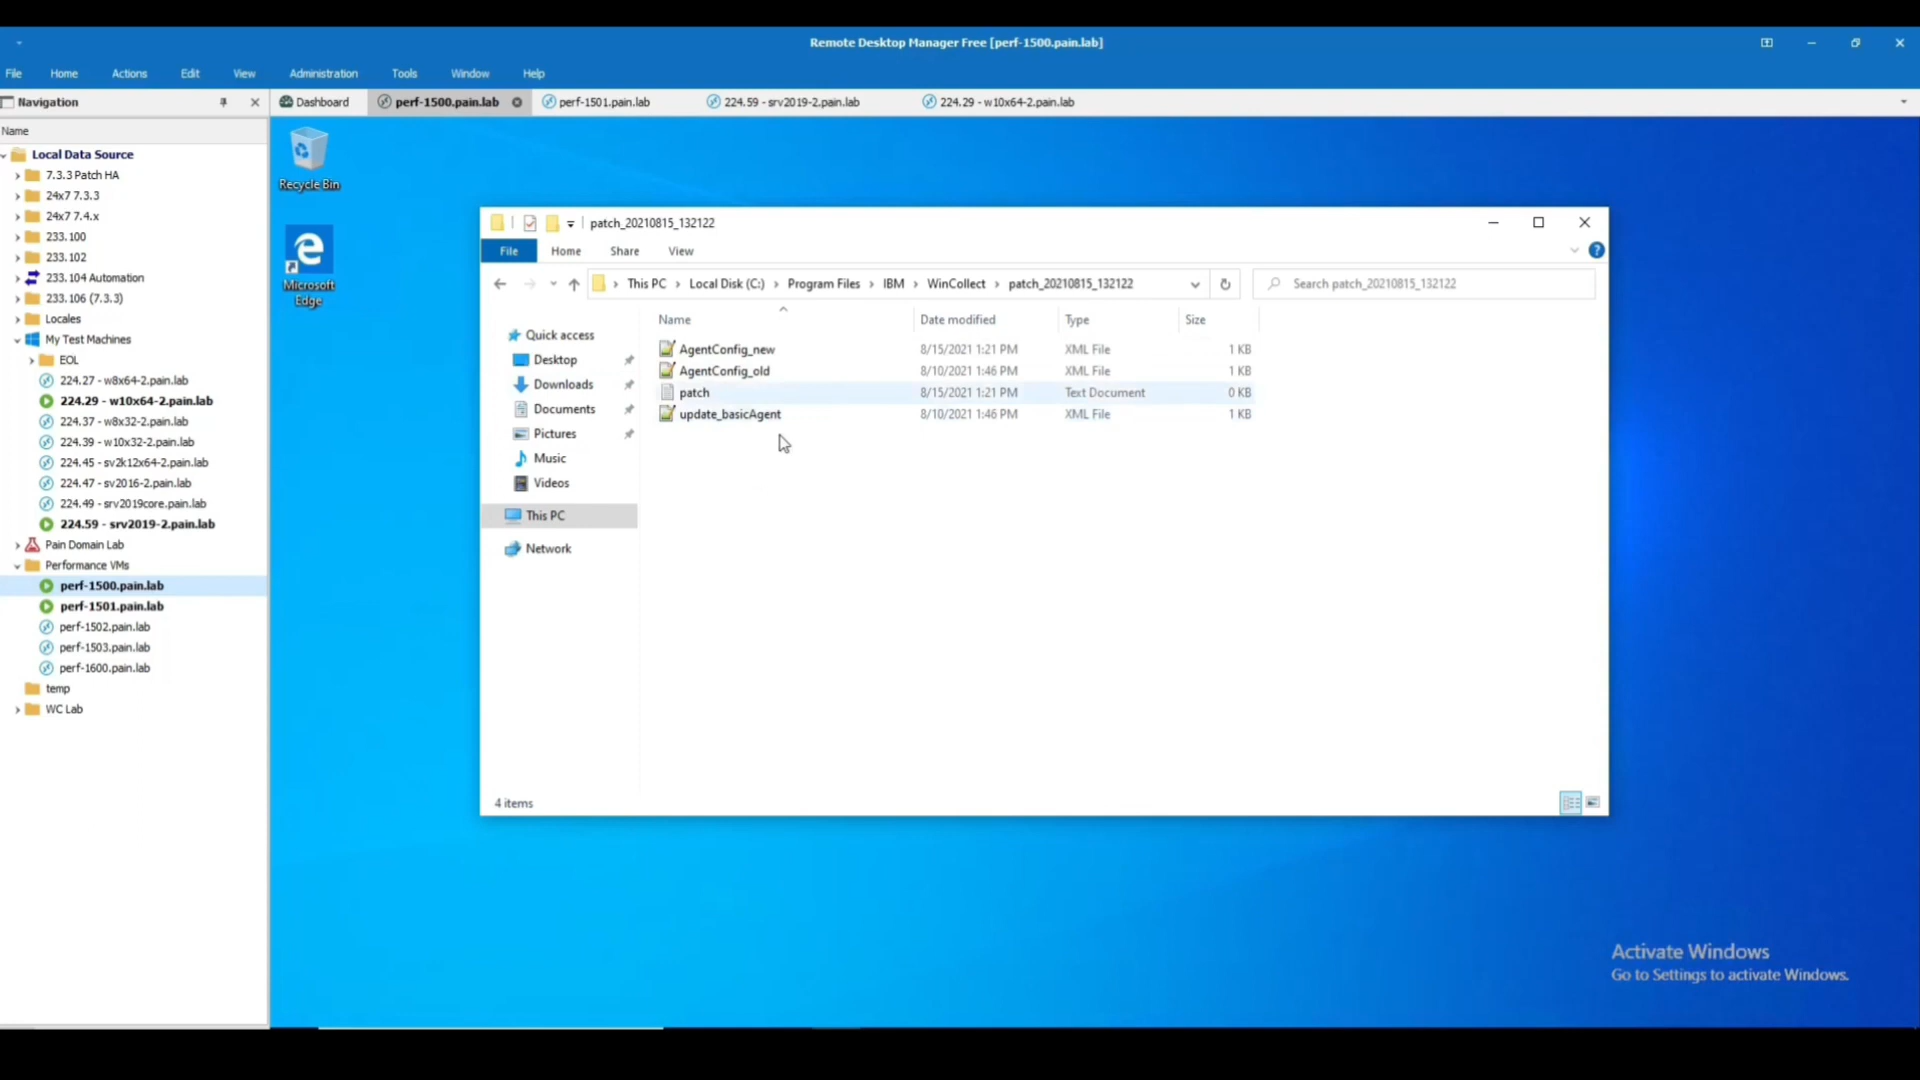 Remote Desktop Manager Free [perf-1500.pain.lab]
File Home Actions Edit View Administration Tools Window Help
Navigation
Dashboard perf-1500.pain.lab perf-1501.pain.lab 224.59 - srv2019-2.pain.lab 224.29 - w10x64-2.pain.lab
Name
Local Data Source
7.3.3 Patch HA
24x7 7.3.3
24x7 7.4.x
233.100
233.102
233.104 Automation
233.106 (7.3.3)
Locales
My Test Machines
EOL
224.27 - w8x64-2.pain.lab
224.29 - w10x64-2.pain.lab
224.37 - w8x32-2.pain.lab
224.39 - w10x32-2.pain.lab
224.45 - sv2k12x64-2.pain.lab
224.47 - sv2016-2.pain.lab
224.49 - srv2019core.pain.lab
224.59 - srv2019-2.pain.lab
Pain Domain Lab
Performance VMs
perf-1500.pain.lab
perf-1501.pain.lab
perf-1502.pain.lab
perf-1503.pain.lab
perf-1600.pain.lab
temp
WC Lab
Recycle Bin
Microsoft
Edge
patch_20210815_132122
File Home Share View
This PC Local Disk (C:) Program Files IBM WinCollect patch_20210815_132122
Search patch_20210815_132122
Quick access
Desktop
Downloads
Documents
Pictures
Music
Videos
This PC
Network
Name Date modified Type Size
AgentConfig_new 8/15/2021 1:21 PM XML File 1 KB
AgentConfig_old 8/10/2021 1:46 PM XML File 1 KB
patch 8/15/2021 1:21 PM Text Document 0 KB
update_basicAgent 8/10/2021 1:46 PM XML File 1 KB
4 items
Activate Windows
Go to Settings to activate Windows.